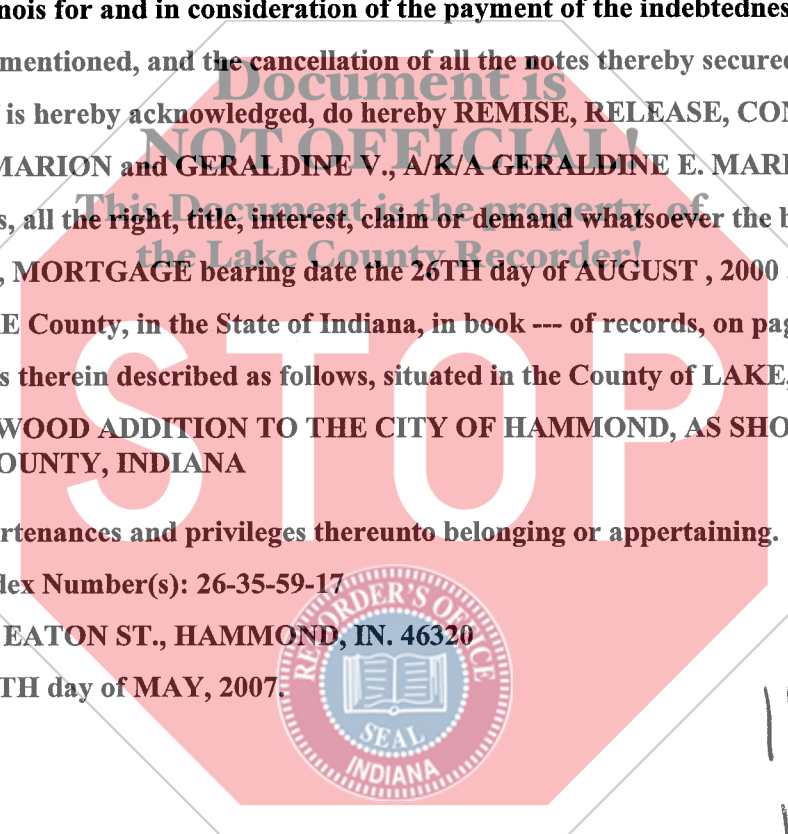 nois for and in consideration of the payment of the indebtednes
mentioned, and the cancellation of all the notes thereby secured
Document is
is hereby acknowledged, do hereby REMISE, RELEASE, CON
NOT OFFICIAL!
MARION and GERALDINE V., A/K/A GERALDINE E. MARI
This Document is the property of
s, all the right, title, interest, claim or demand whatsoever the b
the Lake County Recorder!
, MORTGAGE bearing date the 26TH day of AUGUST , 2000
E County, in the State of Indiana, in book --- of records, on pag
STOP
s therein described as follows, situated in the County of LAKE,
WOOD ADDITION TO THE CITY OF HAMMOND, AS SHO
OUNTY, INDIANA
rtenances and privileges thereunto belonging or appertaining.
dex Number(s): 26-35-59-17
RECORDER'S OFFICE
EATON ST., HAMMOND, IN. 46320
TH day of MAY, 2007.
SEAL
INDIANA